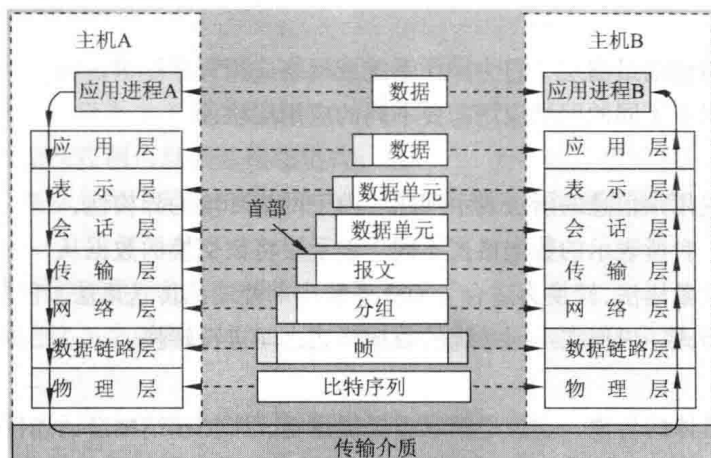 主机A 主机B
应用进程A 数据 应用进程B
应用层 数据 应用层
表示层 数据单元 表示层
首部
会话层 数据单元 会话层
传输层 报文 传输层
网络层 分组 网络层
数据链路层 帧 数据链路层
物理层 比特序列 物理层
传输介质